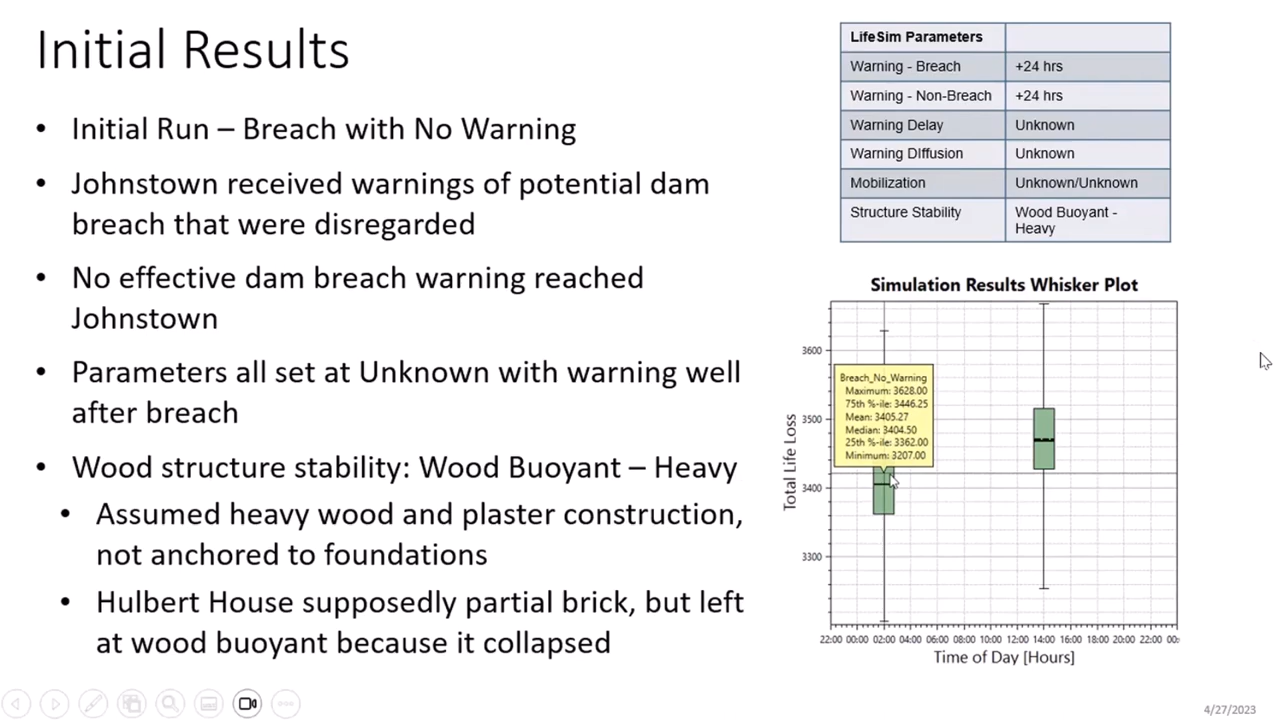 Initial Results
• Initial Run – Breach with No Warning
• Johnstown received warnings of potential dam
breach that were disregarded
• No effective dam breach warning reached
Johnstown
• Parameters all set at Unknown with warning well
after breach
• Wood structure stability: Wood Buoyant – Heavy
• Assumed heavy wood and plaster construction,
not anchored to foundations
• Hulbert House supposedly partial brick, but left
at wood buoyant because it collapsed
LifeSim Parameters
Warning - Breach +24 hrs
Warning - Non-Breach +24 hrs
Warning Delay Unknown
Warning DIffusion Unknown
Mobilization Unknown/Unknown
Structure Stability Wood Buoyant -
Heavy
Simulation Results Whisker Plot
Total Life Loss
3600
3500
3400
3300
Breach_No_Warning
Maximum: 3628.00
75th %-ile: 3446.25
Mean: 3405.27
Median: 3404.50
25th %-ile: 3362.00
Minimum: 3207.00
22:00 00:00 02:00 04:00 06:00 08:00 10:00 12:00 14:00 16:00 18:00 20:00 22:00 00:
Time of Day [Hours]
4/27/2023